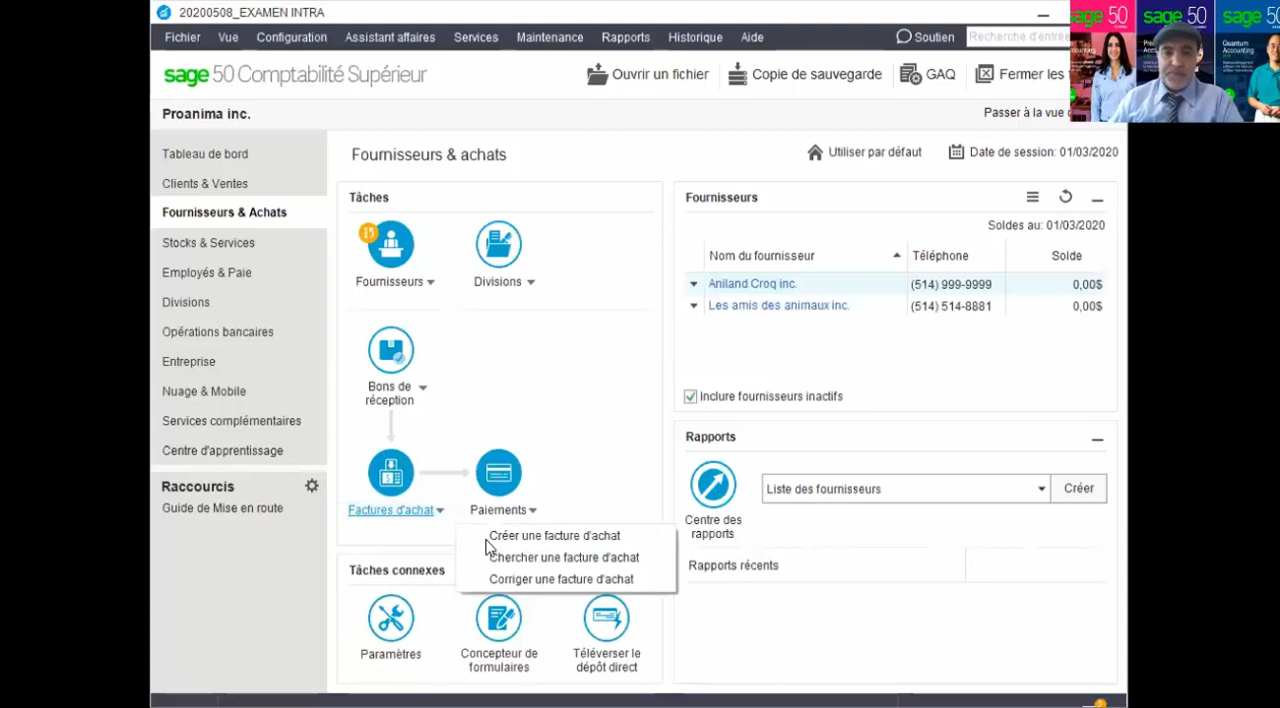 20200508_EXAMEN INTRA
Fichier Vue Configuration Assistant affaires Services Maintenance Rapports Historique Aide Soutien Recherche d'entrée
sage 50 Comptabilité Supérieur
Ouvrir un fichier Copie de sauvegarde GAQ Fermer les
sage 50 sage 50 sage 50
Quantum
Accounting
Proanima inc.
Passer à la vue
Tableau de bord
Clients & Ventes
Fournisseurs & Achats
Stocks & Services
Employés & Paie
Divisions
Opérations bancaires
Entreprise
Nuage & Mobile
Services complémentaires
Centre d'apprentissage
Raccourcis
Guide de Mise en route
Fournisseurs & achats
Utiliser par défaut Date de session: 01/03/2020
Tâches
Fournisseurs
Divisions
Bons de
réception
Factures d'achat
Paiements
Créer une facture d'achat
Chercher une facture d'achat
Corriger une facture d'achat
Tâches connexes
Paramètres
Concepteur de
formulaires
Téléverser le
dépôt direct
Fournisseurs
Soldes au: 01/03/2020
Nom du fournisseur Téléphone Solde
Aniland Croq inc. (514) 999-9999 0,00$
Les amis des animaux inc. (514) 514-8881 0,00$
Inclure fournisseurs inactifs
Rapports
Centre des
rapports
Liste des fournisseurs Créer
Rapports récents